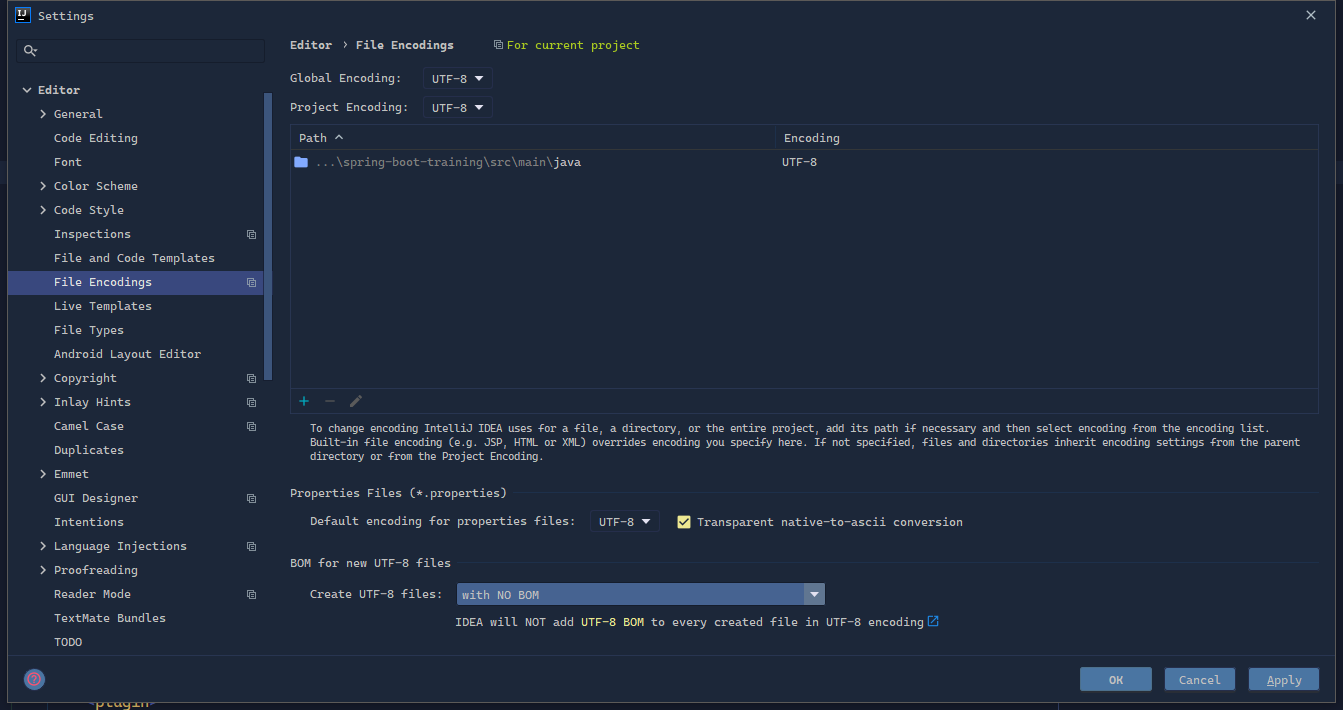 IJ Settings
Editor
General
Code Editing
Font
Color Scheme
Code Style
Inspections
File and Code Templates
File Encodings
Live Templates
File Types
Android Layout Editor
Copyright
Inlay Hints
Camel Case
Duplicates
Emmet
GUI Designer
Intentions
Language Injections
Proofreading
Reader Mode
TextMate Bundles
TODO
Editor › File Encodings For current project
Global Encoding: UTF-8
Project Encoding: UTF-8
Path Encoding
...\spring-boot-training\src\main\java UTF-8
To change encoding IntelliJ IDEA uses for a file, a directory, or the entire project, add its path if necessary and then select encoding from the encoding list.
Built-in file encoding (e.g. JSP, HTML or XML) overrides encoding you specify here. If not specified, files and directories inherit encoding settings from the parent
directory or from the Project Encoding.
Properties Files (*.properties)
Default encoding for properties files: UTF-8 Transparent native-to-ascii conversion
BOM for new UTF-8 files
Create UTF-8 files: with NO BOM
IDEA will NOT add UTF-8 BOM to every created file in UTF-8 encoding
? OK Cancel Apply
<plugin>